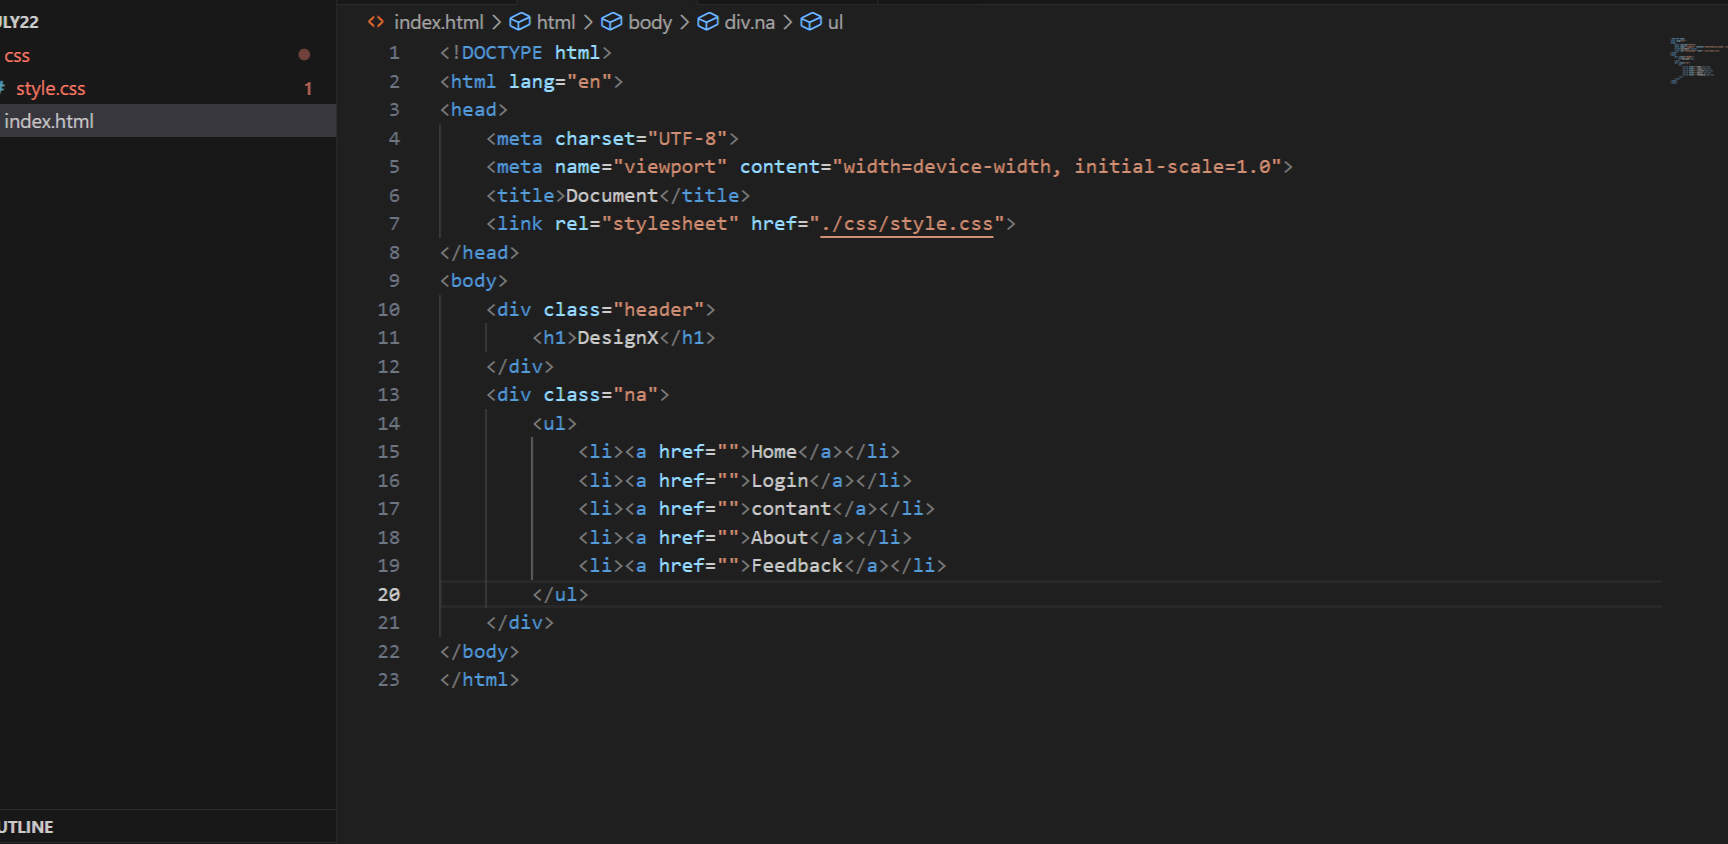 ULY22
css
style.css 1
index.html
UTLINE
index.html > html > body > div.na > ul
1 <!DOCTYPE html>
2 <html lang="en">
3 <head>
4 <meta charset="UTF-8">
5 <meta name="viewport" content="width=device-width, initial-scale=1.0">
6 <title>Document</title>
7 <link rel="stylesheet" href="./css/style.css">
8 </head>
9 <body>
10 <div class="header">
11 <h1>DesignX</h1>
12 </div>
13 <div class="na">
14 <ul>
15 <li><a href="">Home</a></li>
16 <li><a href="">Login</a></li>
17 <li><a href="">contant</a></li>
18 <li><a href="">About</a></li>
19 <li><a href="">Feedback</a></li>
20 </ul>
21 </div>
22 </body>
23 </html>